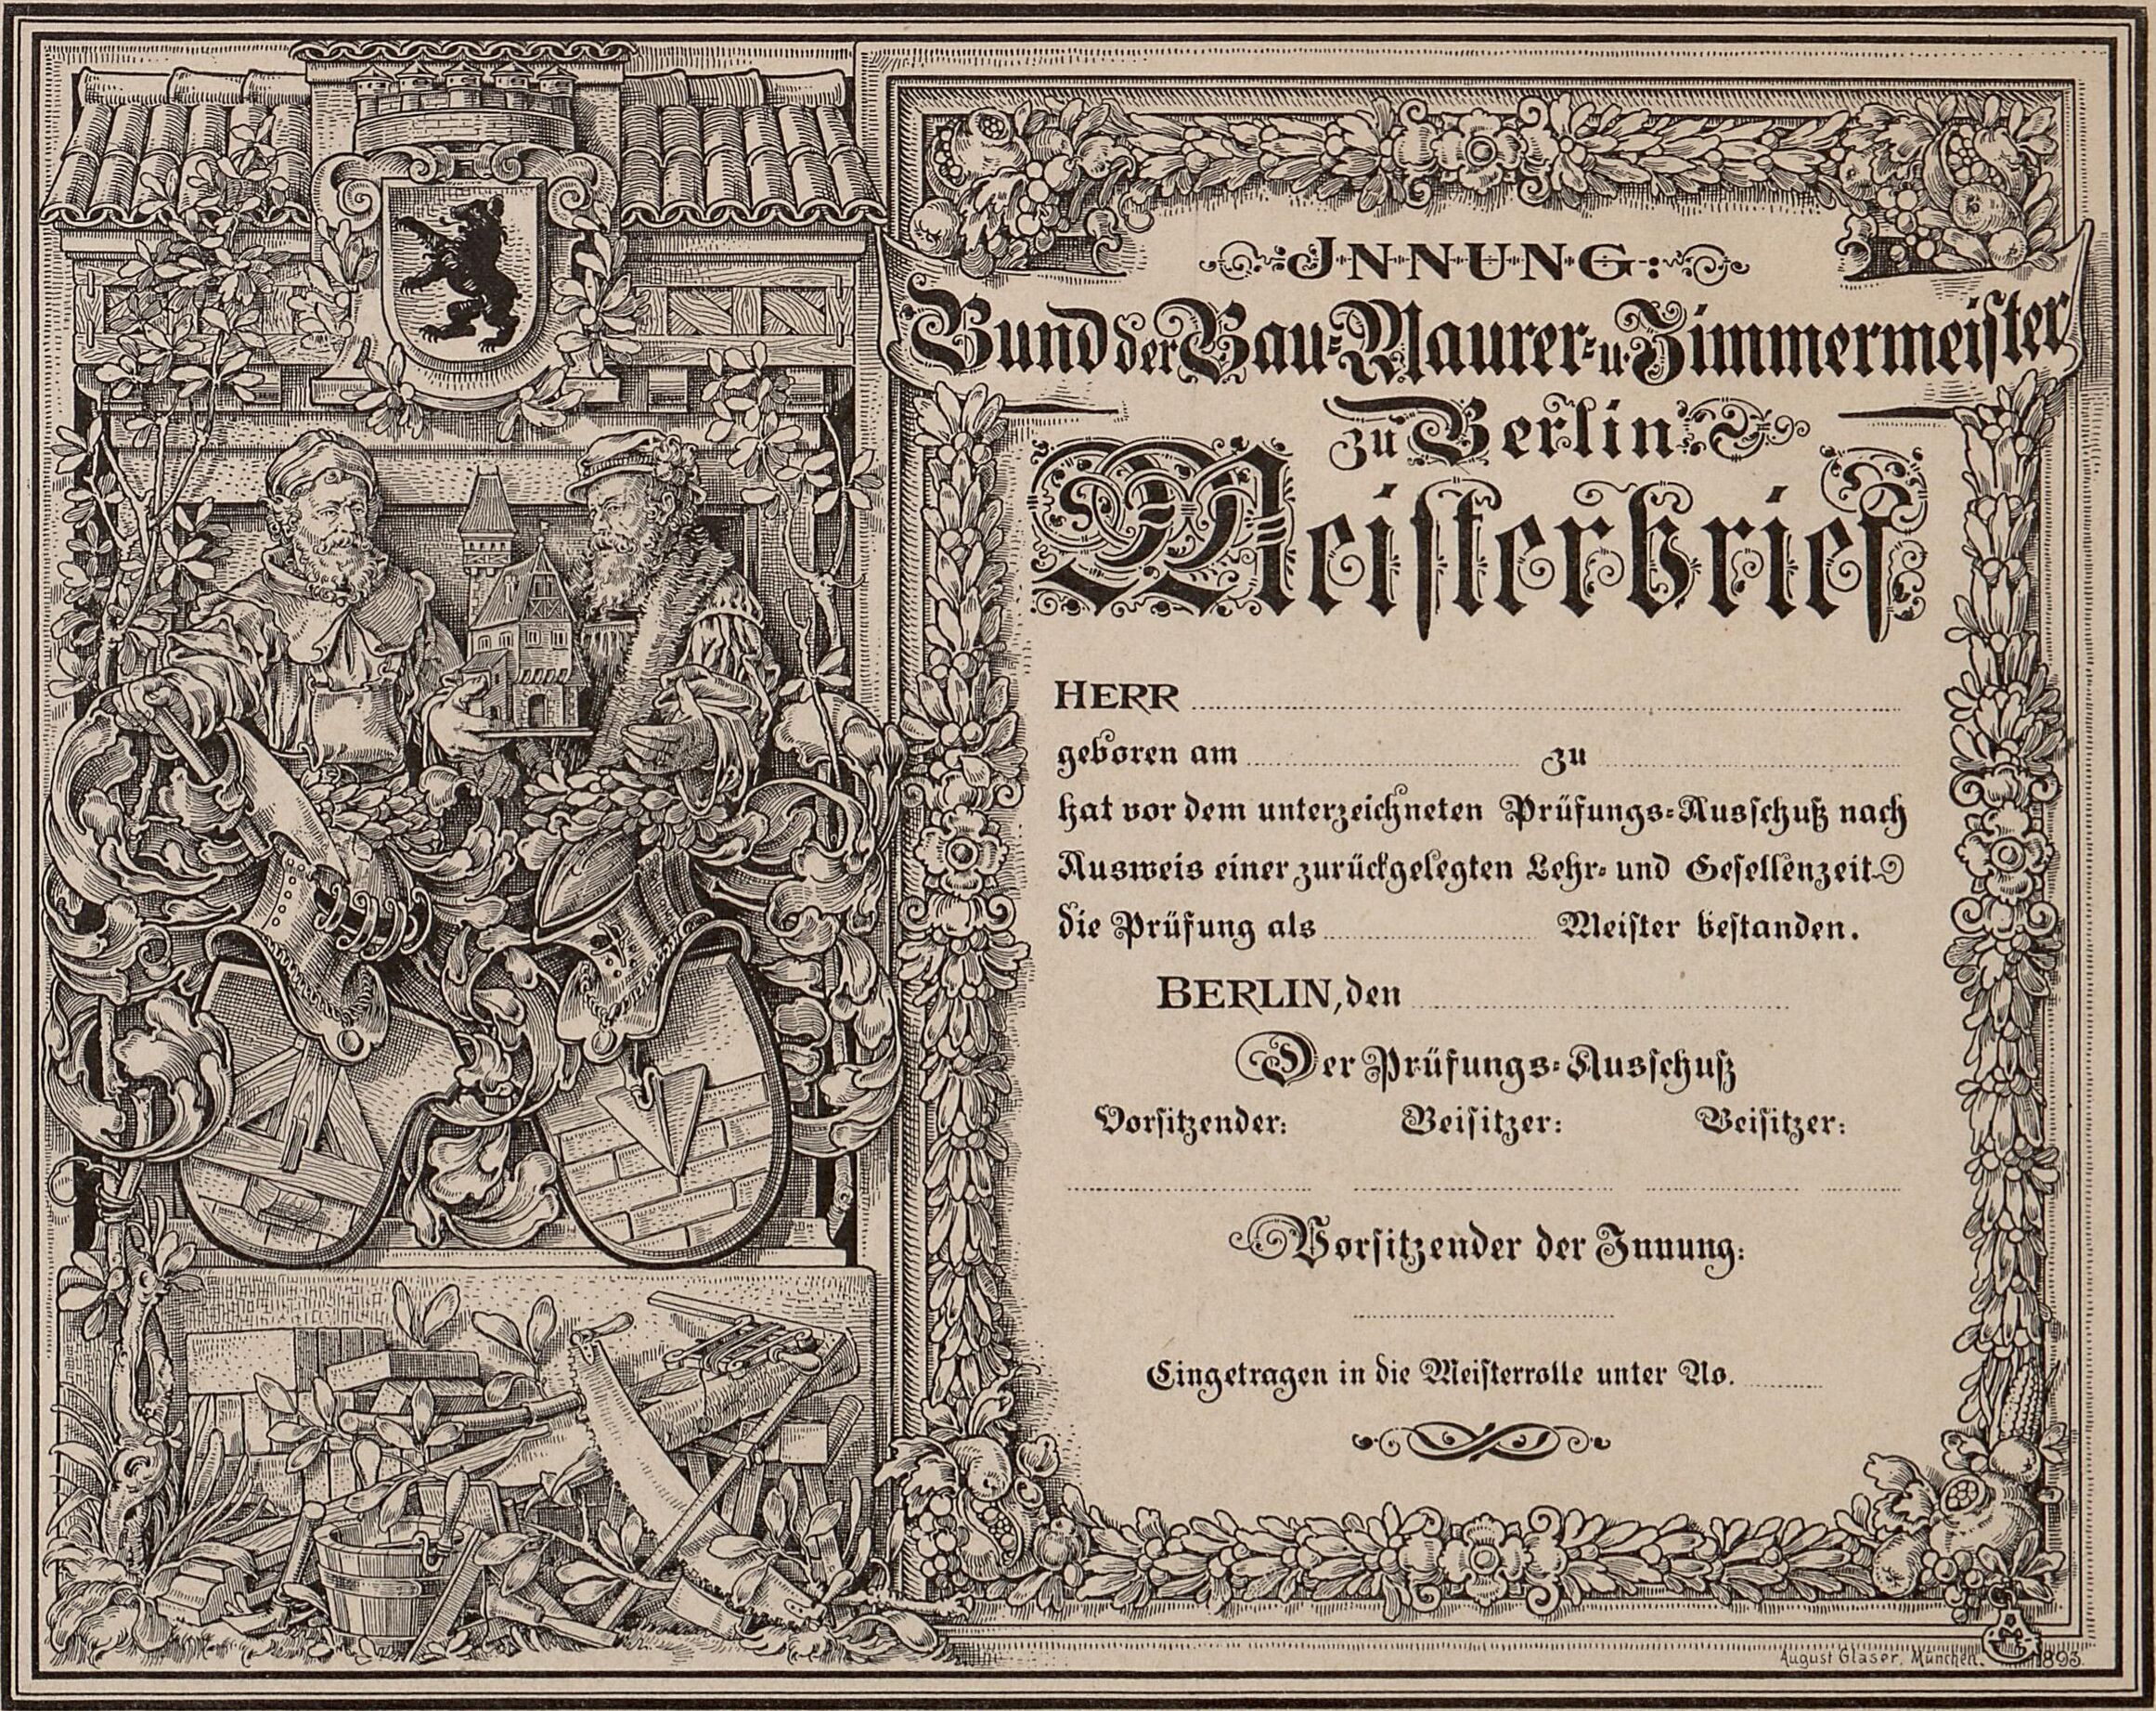 JNNUNG:
Bund der Bau-Maurer-u. Zimmermeister
zu Berlin
Meisterbrief
HERR
geboren am zu
hat vor dem unterzeichneten Prüfungs-Ausschuß nach
Ausweis einer zurückgelegten Lehr- und Gesellenzeit
die Prüfung als Meister bestanden.
BERLIN, den
Der Prüfungs-Ausschuß
Vorsitzender: Beisitzer: Beisitzer:
Vorsitzender der Innung:
Eingetragen in die Meisterrolle unter No.
August Glaser, München. 1893.